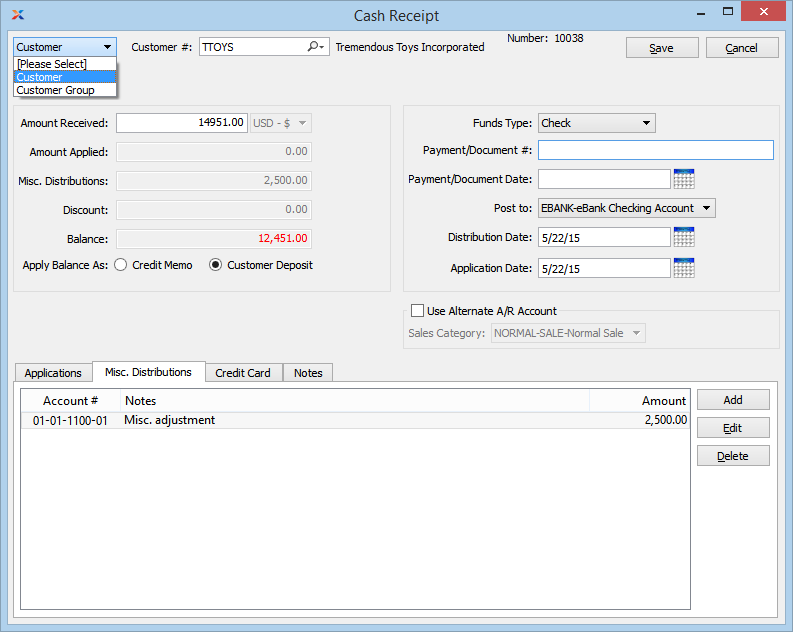 Cash Receipt
Customer
Customer #: TTOYS Tremendous Toys Incorporated
Number: 10038
Save Cancel
[Please Select]
Customer
Customer Group
Amount Received: 14951.00 USD - $
Amount Applied: 0.00
Misc. Distributions: 2,500.00
Discount: 0.00
Balance: 12,451.00
Apply Balance As: Credit Memo Customer Deposit
Funds Type: Check
Payment/Document #:
Payment/Document Date:
Post to: EBANK-eBank Checking Account
Distribution Date: 5/22/15
Application Date: 5/22/15
Use Alternate A/R Account
Sales Category: NORMAL-SALE-Normal Sale
Applications Misc. Distributions Credit Card Notes
Account # Notes Amount
01-01-1100-01 Misc. adjustment 2,500.00
Add
Edit
Delete